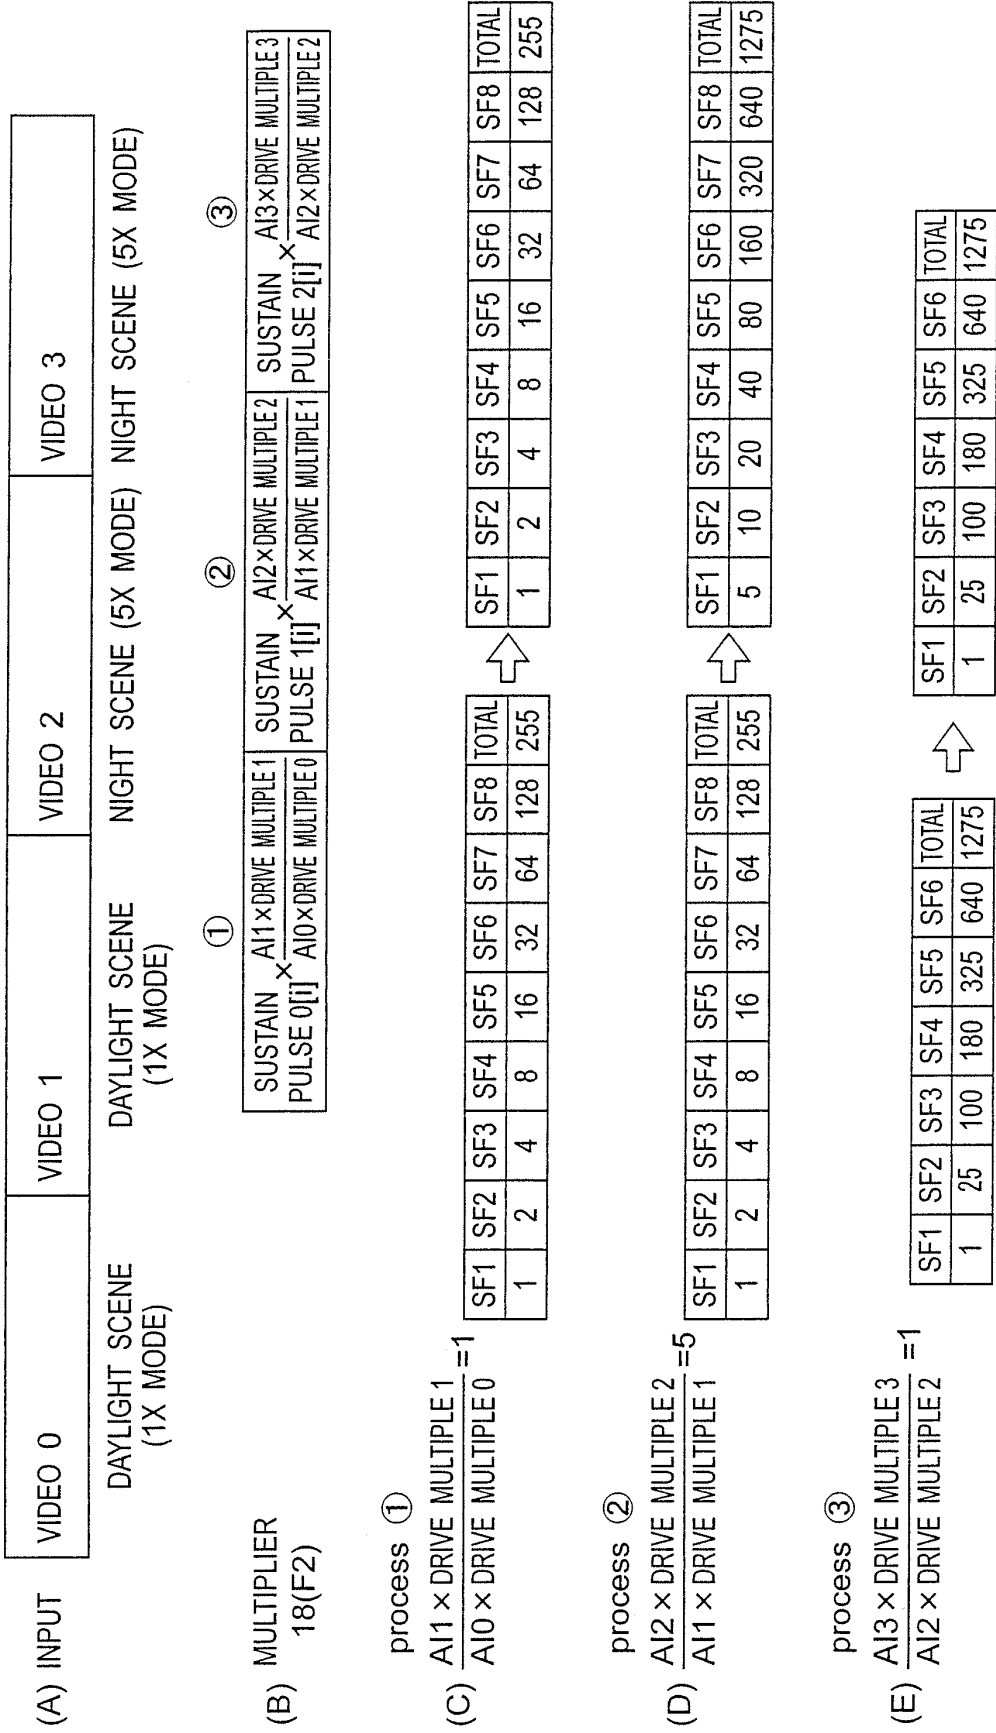 (A) INPUT
VIDEO 0
VIDEO 1
VIDEO 2
VIDEO 3
DAYLIGHT SCENE
(1X MODE)
DAYLIGHT SCENE
(1X MODE)
NIGHT SCENE (5X MODE)
NIGHT SCENE (5X MODE)
(B) MULTIPLIER
18(F2)
①
②
③
SUSTAIN
PULSE 0[i]
×
AI1×DRIVE MULTIPLE 1
AI0×DRIVE MULTIPLE 0
SUSTAIN
PULSE 1[i]
×
AI2×DRIVE MULTIPLE 2
AI1×DRIVE MULTIPLE 1
SUSTAIN
PULSE 2[i]
×
AI3×DRIVE MULTIPLE 3
AI2×DRIVE MULTIPLE 2
process ①
(C)
AI1 × DRIVE MULTIPLE 1
AI0 × DRIVE MULTIPLE 0
=1
SF1 SF2 SF3 SF4 SF5 SF6 SF7 SF8 TOTAL
1 2 4 8 16 32 64 128 255
SF1 SF2 SF3 SF4 SF5 SF6 SF7 SF8 TOTAL
1 2 4 8 16 32 64 128 255
process ②
(D)
AI2 × DRIVE MULTIPLE 2
AI1 × DRIVE MULTIPLE 1
=5
SF1 SF2 SF3 SF4 SF5 SF6 SF7 SF8 TOTAL
1 2 4 8 16 32 64 128 255
SF1 SF2 SF3 SF4 SF5 SF6 SF7 SF8 TOTAL
5 10 20 40 80 160 320 640 1275
process ③
(E)
AI3 × DRIVE MULTIPLE 3
AI2 × DRIVE MULTIPLE 2
=1
SF1 SF2 SF3 SF4 SF5 SF6 TOTAL
1 25 100 180 325 640 1275
SF1 SF2 SF3 SF4 SF5 SF6 TOTAL
1 25 100 180 325 640 1275